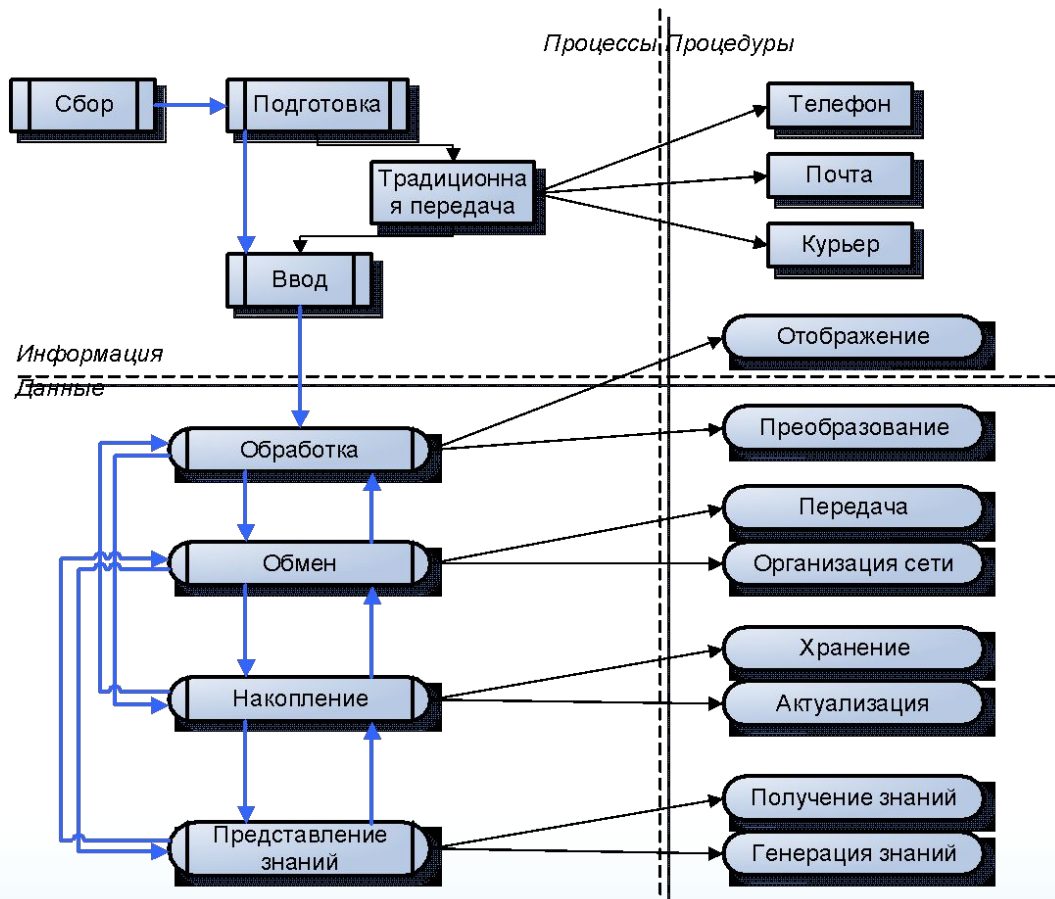 Процессы Процедуры
Сбор
Подготовка
Телефон
Традиционна
я передача
Почта
Курьер
Ввод
Отображение
Информация
Данные
Обработка
Преобразование
Передача
Обмен
Организация сети
Хранение
Накопление
Актуализация
Получение знаний
Представление
знаний
Генерация знаний